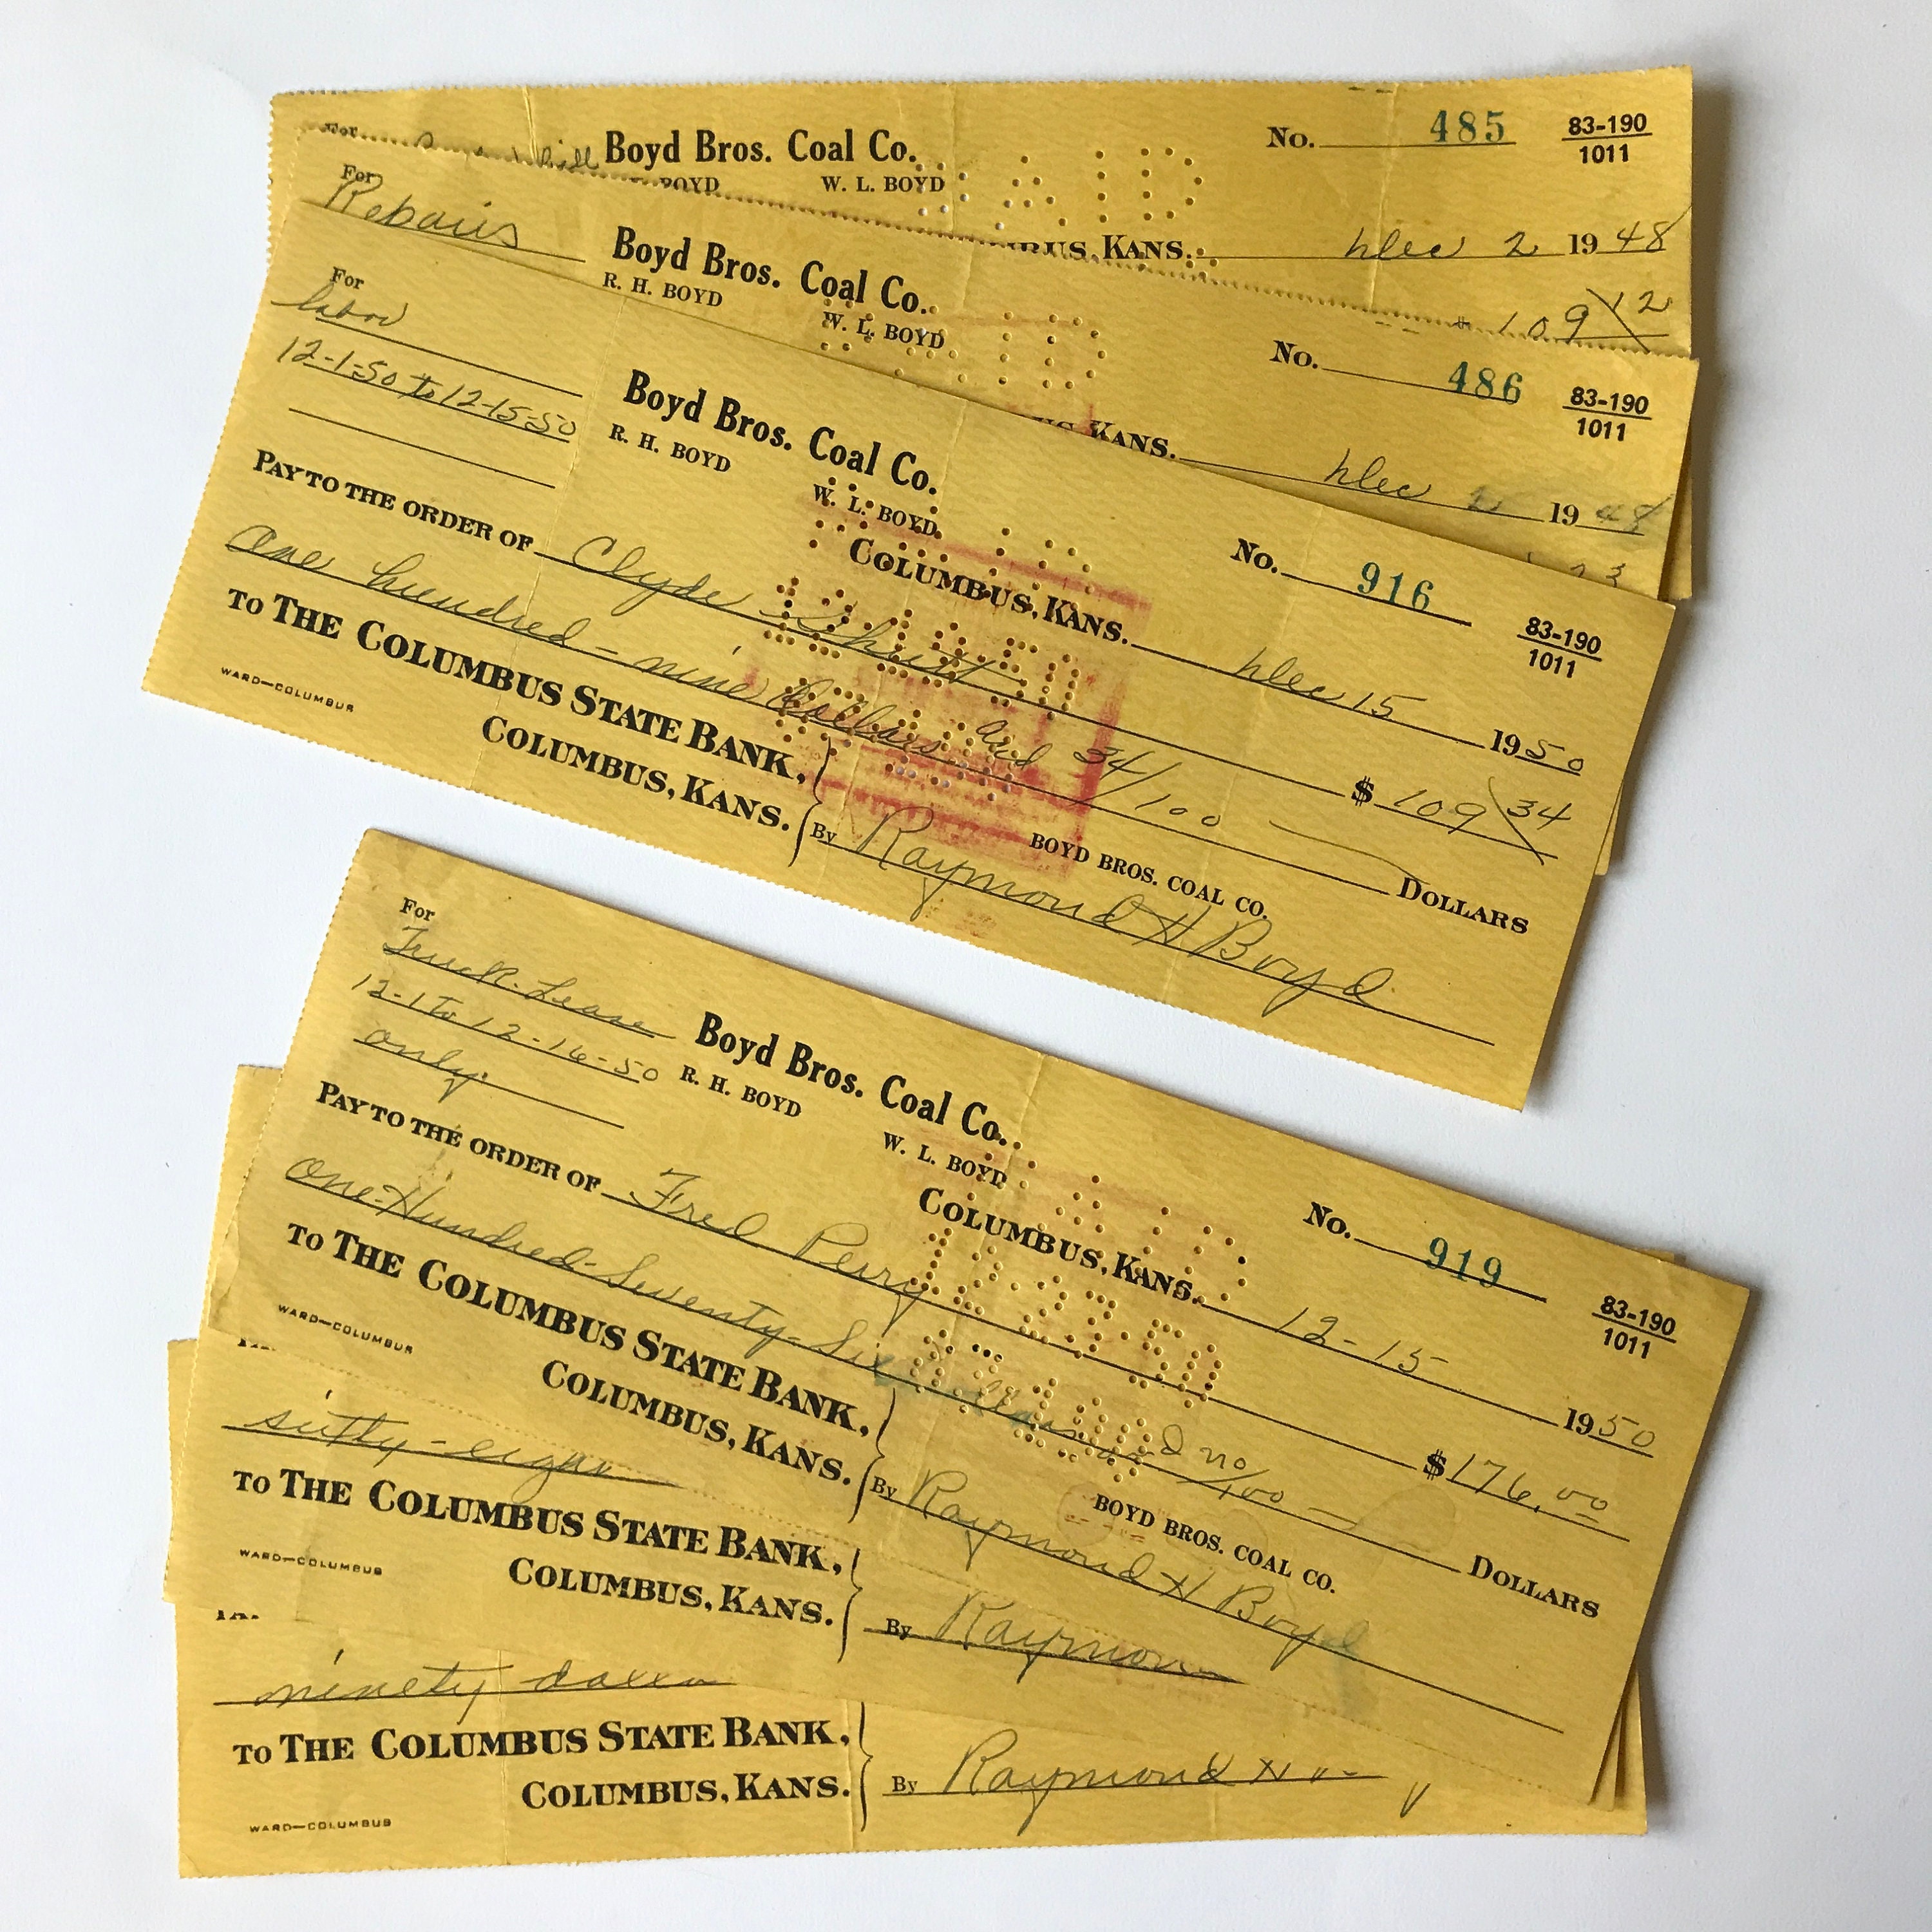 For
Boyd Bros. Coal Co.
No. 485
83-190
1011
BOYD W. L. BOYD
KANS. Dec 2 1948
109 12
For
Repairs
Boyd Bros. Coal Co.
R. H. BOYD W. L. BOYD
No. 486
83-190
1011
KANS. Dec 2 1948
For
labor
12-1-50 to 12-15-50
Boyd Bros. Coal Co.
R. H. BOYD W. L. BOYD
No. 916
83-190
1011
COLUMBUS, KANS. Dec 15 1950
PAY TO THE ORDER OF Clyde $ 109 34
One hundred - nine Dollars and 34/100 DOLLARS
TO THE COLUMBUS STATE BANK,
COLUMBUS, KANS.
BOYD BROS. COAL CO.
By Raymond H Boyd
WARD—COLUMBUS
For
Truck Lease
12-1 to 12-16-50
only.
Boyd Bros. Coal Co.
R. H. BOYD W. L. BOYD
No. 919
83-190
1011
COLUMBUS, KANS. 12-15- 1950
PAY TO THE ORDER OF Fred Perry $176.00
One-Hundred-Seventy-Six Dollars and no/100 DOLLARS
TO THE COLUMBUS STATE BANK,
COLUMBUS, KANS.
BOYD BROS. COAL CO.
By Raymond H Boyd
WARD—COLUMBUS
TO THE COLUMBUS STATE BANK,
COLUMBUS, KANS.
By Raymon
WARD—COLUMBUS
ninety
TO THE COLUMBUS STATE BANK,
COLUMBUS, KANS.
By Raymond H
WARD—COLUMBUS